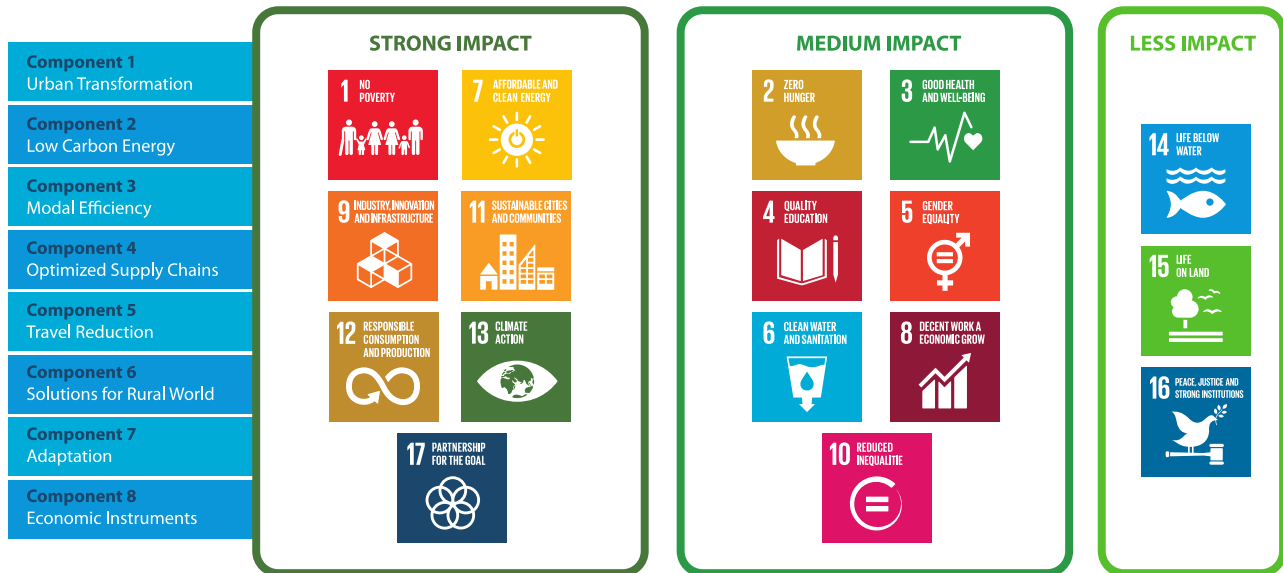 Component 1
Urban Transformation
Component 2
Low Carbon Energy
Component 3
Modal Efficiency
Component 4
Optimized Supply Chains
Component 5
Travel Reduction
Component 6
Solutions for Rural World
Component 7
Adaptation
Component 8
Economic Instruments
STRONG IMPACT
1 NO
POVERTY
7 AFFORDABLE AND
CLEAN ENERGY
9 INDUSTRY, INNOVATION
AND INFRASTRUCTURE
11 SUSTAINABLE CITIES
AND COMMUNITIES
12 RESPONSIBLE
CONSUMPTION
AND PRODUCTION
13 CLIMATE
ACTION
17 PARTNERSHIP
FOR THE GOAL
MEDIUM IMPACT
2 ZERO
HUNGER
3 GOOD HEALTH
AND WELL-BEING
4 QUALITY
EDUCATION
5 GENDER
EQUALITY
6 CLEAN WATER
AND SANITATION
8 DECENT WORK A
ECONOMIC GROW
10 REDUCED
INEQUALITIE
LESS IMPACT
14 LIFE BELOW
WATER
15 LIFE
ON LAND
16 PEACE, JUSTICE AND
STRONG INSTITUTIONS